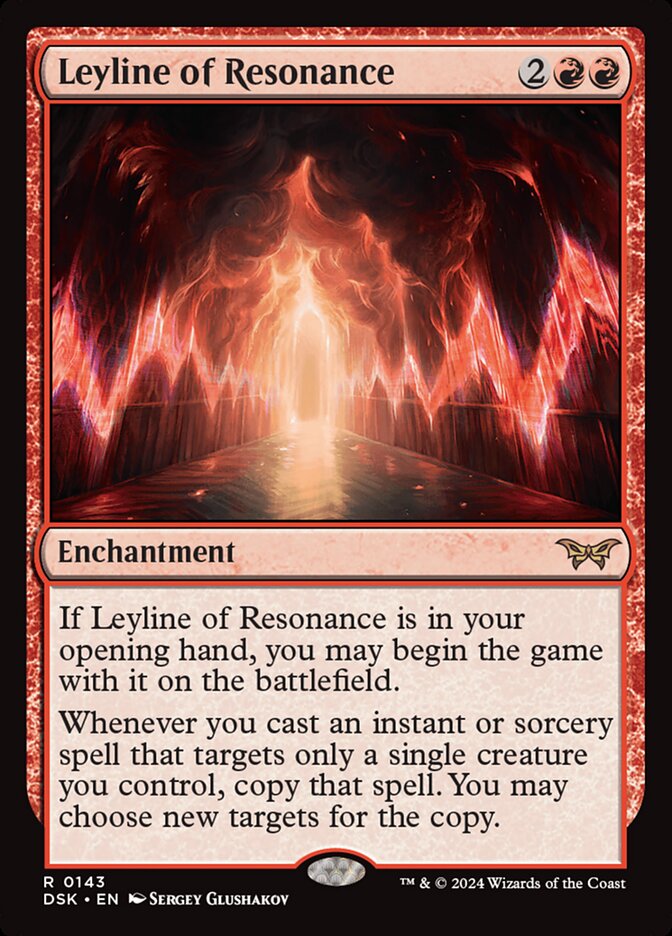 Leyline of Resonance 2
Enchantment
If Leyline of Resonance is in your
opening hand, you may begin the game
with it on the battlefield.
Whenever you cast an instant or sorcery
spell that targets only a single creature
you control, copy that spell. You may
choose new targets for the copy.
R 0143
DSK • EN Sergey Glushakov
™ & © 2024 Wizards of the Coast